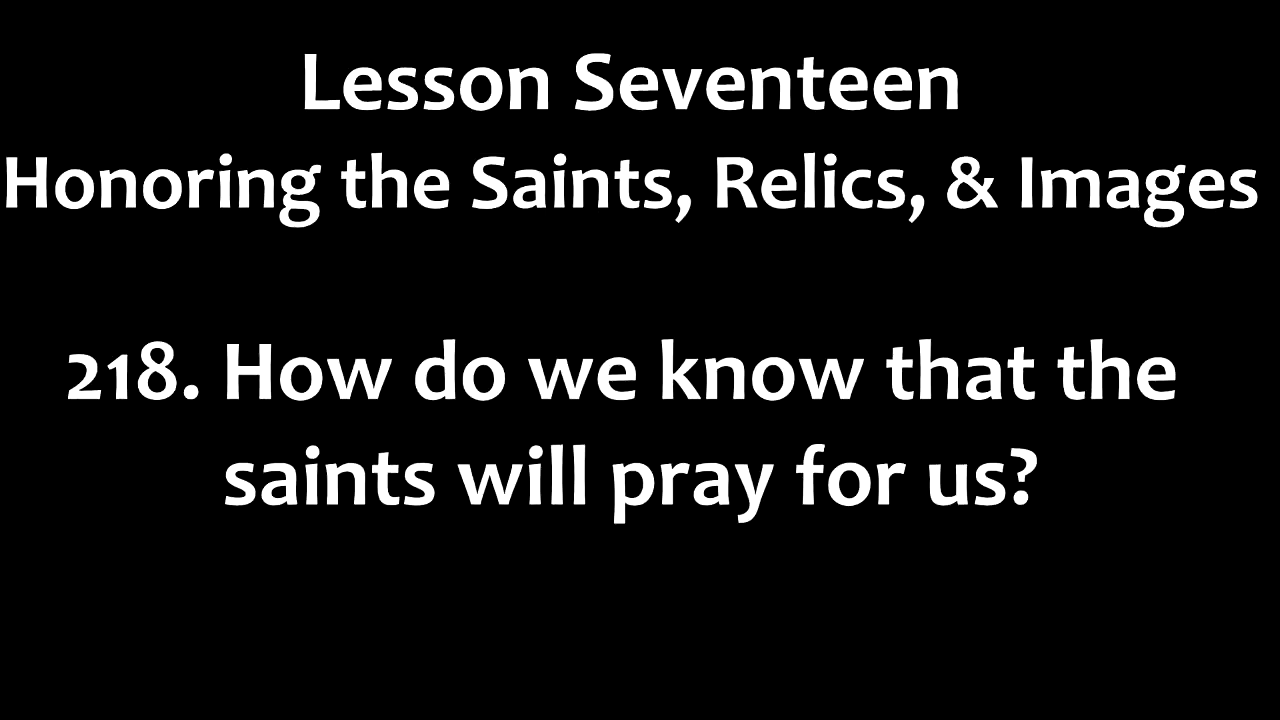 Lesson Seventeen
Honoring the Saints, Relics, & Images
218. How do we know that the
saints will pray for us?